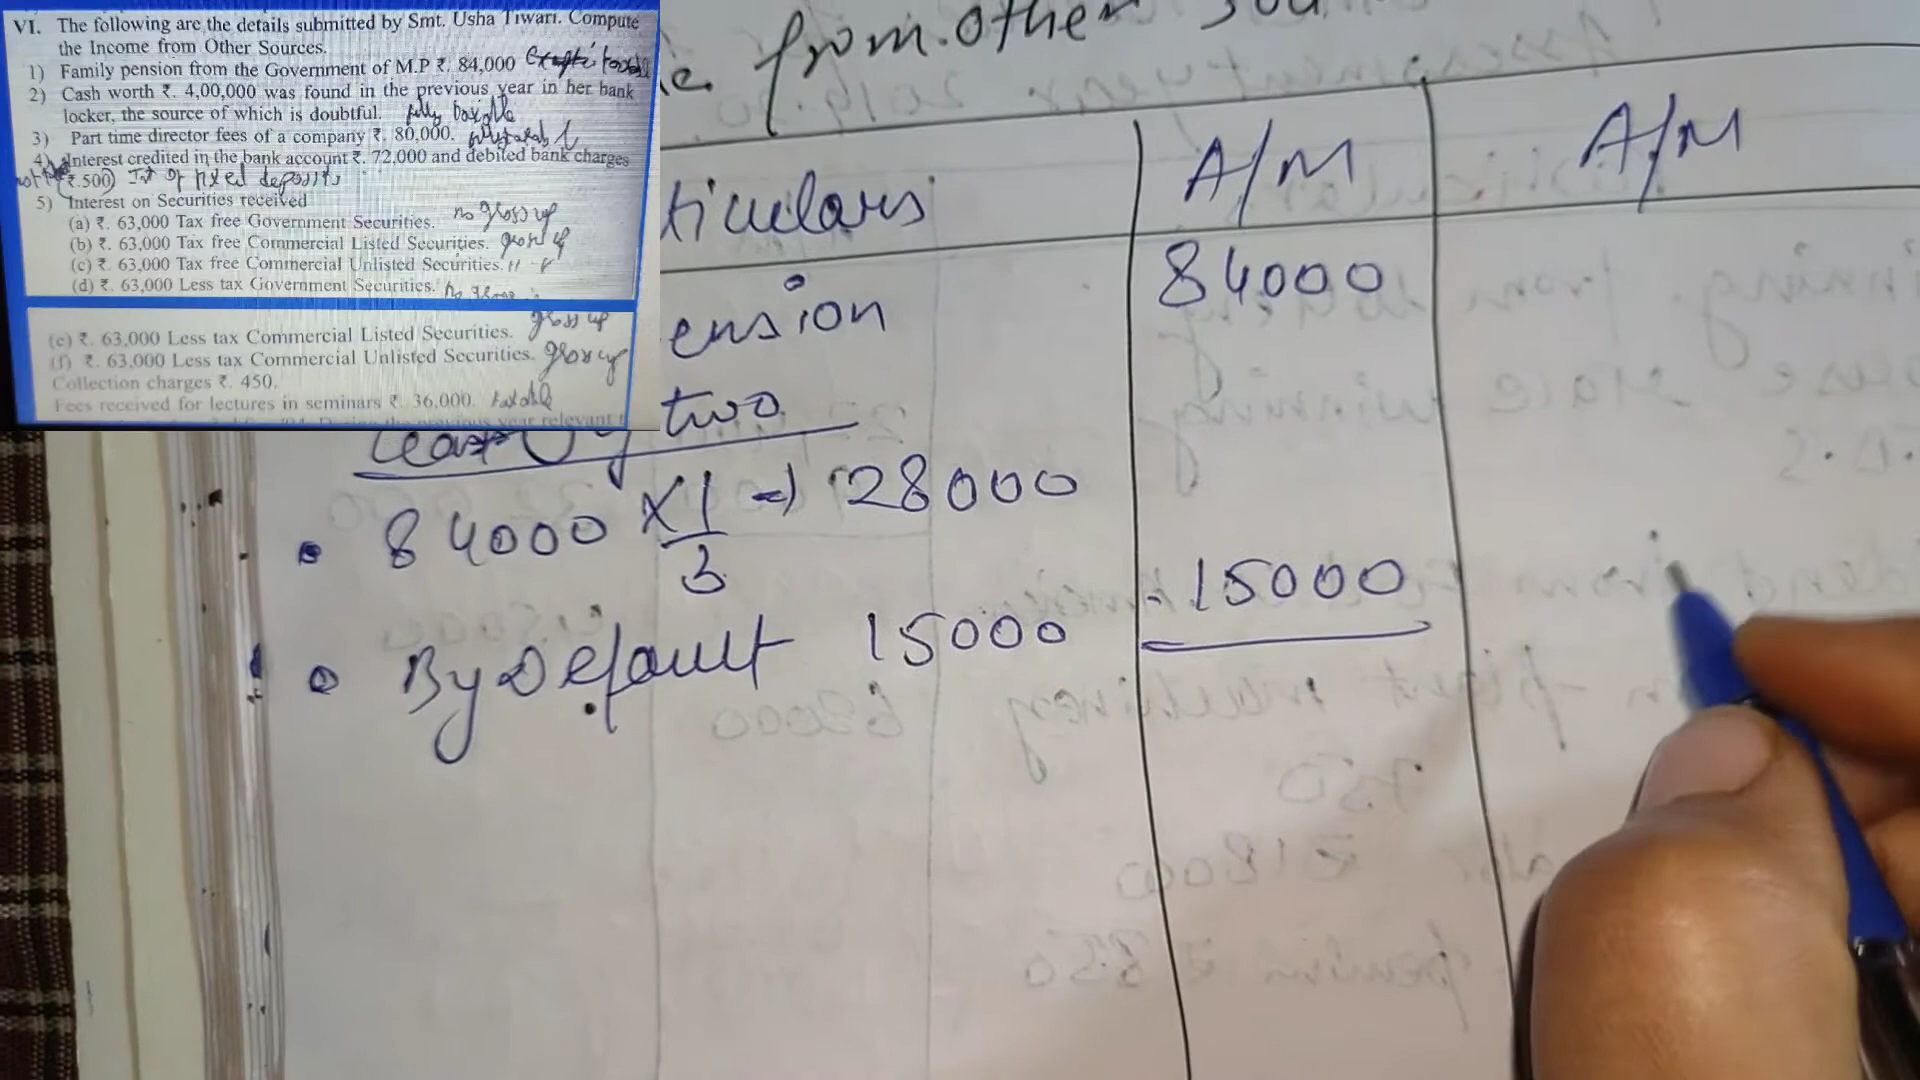 VI. The following are the details submitted by Smt. Usha Tiwari. Compute
the Income from Other Sources.
1) Family pension from the Government of M.P ₹. 84,000
2) Cash worth ₹. 4,00,000 was found in the previous year in her bank
locker, the source of which is doubtful. fully taxable
3) Part time director fees of a company ₹. 80,000.
4) Interest credited in the bank account ₹. 72,000 and debited bank charges
₹.500) Int of fixed deposits
5) Interest on Securities received
(a) ₹. 63,000 Tax free Government Securities. no gross up
(b) ₹. 63,000 Tax free Commercial Listed Securities. gross up
(c) ₹. 63,000 Tax free Commercial Unlisted Securities.
(d) ₹. 63,000 Less tax Government Securities. no
(e) ₹. 63,000 Less tax Commercial Listed Securities. gross up
(f) ₹. 63,000 Less tax Commercial Unlisted Securities. gross up
Collection charges ₹. 450.
Fees received for lectures in seminars ₹. 36,000. taxable
from other
ticulars A/M A/M
ension 84000
Least of two
84000 × 1/3 ⇒ 28000
By Default 15000 - 15000